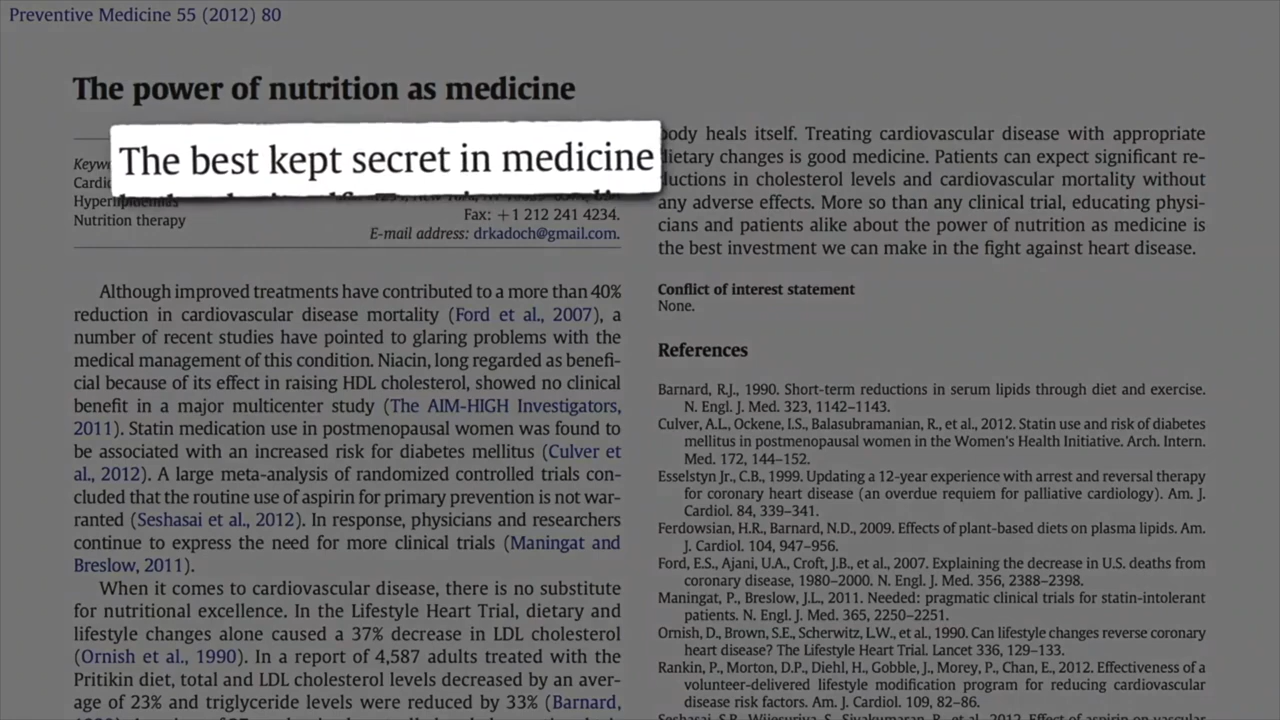 Preventive Medicine 55 (2012) 80
The power of nutrition as medicine
The best kept secret in medicine
Nutrition therapy
Fax: +1 212 241 4234.
E-mail address: drkadoch@gmail.com.
Although improved treatments have contributed to a more than 40%
reduction in cardiovascular disease mortality (Ford et al., 2007), a
number of recent studies have pointed to glaring problems with the
medical management of this condition. Niacin, long regarded as benefi-
cial because of its effect in raising HDL cholesterol, showed no clinical
benefit in a major multicenter study (The AIM-HIGH Investigators,
2011). Statin medication use in postmenopausal women was found to
be associated with an increased risk for diabetes mellitus (Culver et
al., 2012). A large meta-analysis of randomized controlled trials con-
cluded that the routine use of aspirin for primary prevention is not war-
ranted (Seshasai et al., 2012). In response, physicians and researchers
continue to express the need for more clinical trials (Maningat and
Breslow, 2011).
When it comes to cardiovascular disease, there is no substitute
for nutritional excellence. In the Lifestyle Heart Trial, dietary and
lifestyle changes alone caused a 37% decrease in LDL cholesterol
(Ornish et al., 1990). In a report of 4,587 adults treated with the
Pritikin diet, total and LDL cholesterol levels decreased by an aver-
age of 23% and triglyceride levels were reduced by 33% (Barnard,
body heals itself. Treating cardiovascular disease with appropriate
dietary changes is good medicine. Patients can expect significant re-
ductions in cholesterol levels and cardiovascular mortality without
any adverse effects. More so than any clinical trial, educating physi-
cians and patients alike about the power of nutrition as medicine is
the best investment we can make in the fight against heart disease.
Conflict of interest statement
None.
References
Barnard, R.J., 1990. Short-term reductions in serum lipids through diet and exercise.
N. Engl. J. Med. 323, 1142–1143.
Culver, A.L., Ockene, I.S., Balasubramanian, R., et al., 2012. Statin use and risk of diabetes
mellitus in postmenopausal women in the Women's Health Initiative. Arch. Intern.
Med. 172, 144–152.
Esselstyn Jr., C.B., 1999. Updating a 12-year experience with arrest and reversal therapy
for coronary heart disease (an overdue requiem for palliative cardiology). Am. J.
Cardiol. 84, 339–341.
Ferdowsian, H.R., Barnard, N.D., 2009. Effects of plant-based diets on plasma lipids. Am.
J. Cardiol. 104, 947–956.
Ford, E.S., Ajani, U.A., Croft, J.B., et al., 2007. Explaining the decrease in U.S. deaths from
coronary disease, 1980–2000. N. Engl. J. Med. 356, 2388–2398.
Maningat, P., Breslow, J.L., 2011. Needed: pragmatic clinical trials for statin-intolerant
patients. N. Engl. J. Med. 365, 2250–2251.
Ornish, D., Brown, S.E., Scherwitz, L.W., et al., 1990. Can lifestyle changes reverse coronary
heart disease? The Lifestyle Heart Trial. Lancet 336, 129–133.
Rankin, P., Morton, D.P., Diehl, H., Gobble, J., Morey, P., Chan, E., 2012. Effectiveness of a
volunteer-delivered lifestyle modification program for reducing cardiovascular
disease risk factors. Am. J. Cardiol. 109, 82–86.